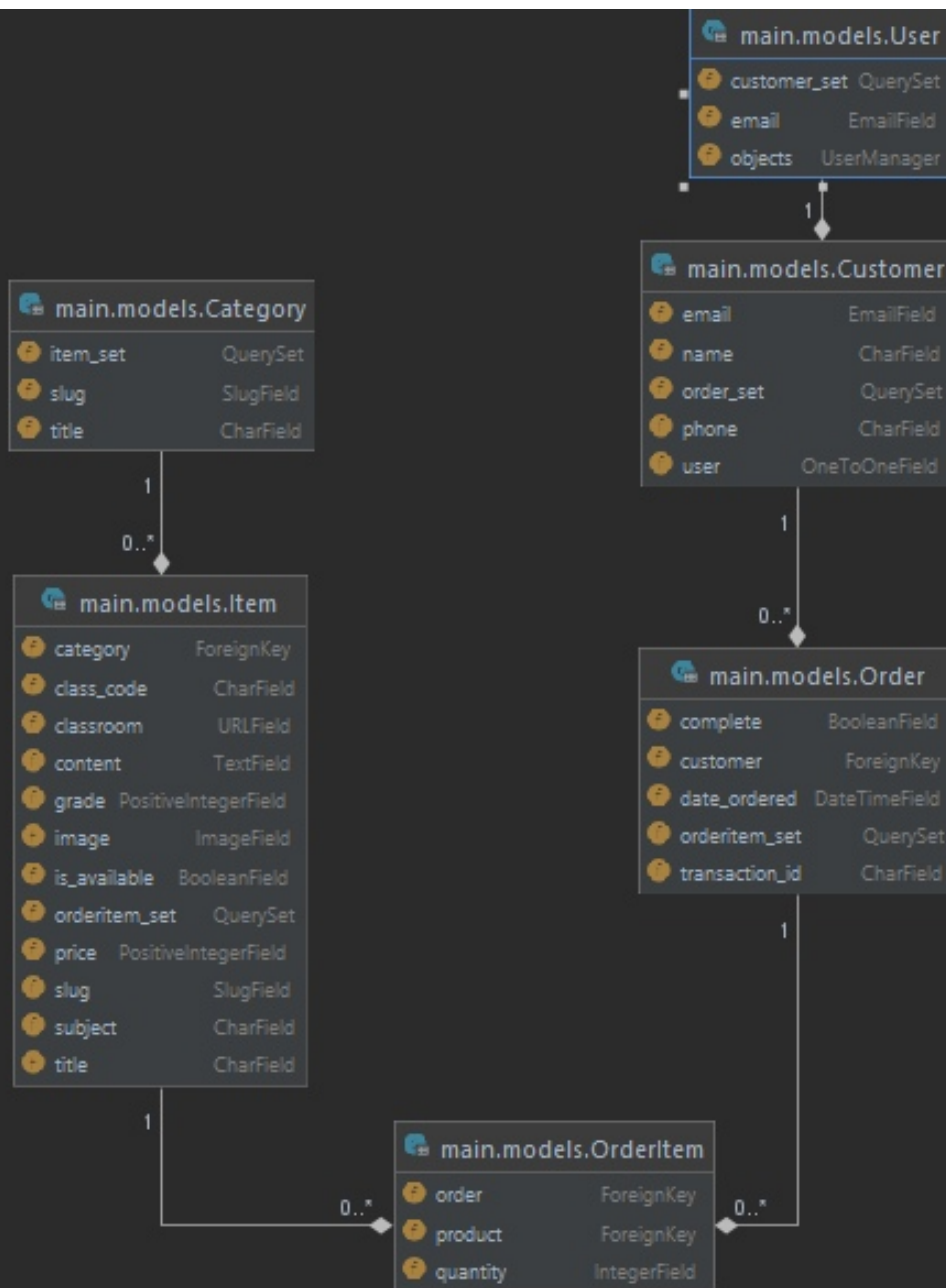 main.models.User
customer_set QuerySet
email EmailField
objects UserManager
1
main.models.Customer
email EmailField
name CharField
order_set QuerySet
phone CharField
user OneToOneField
main.models.Category
item_set QuerySet
slug SlugField
title CharField
1
0..*
1
0..*
main.models.Item
category ForeignKey
class_code CharField
classroom URLField
content TextField
grade PositiveIntegerField
image ImageField
is_available BooleanField
orderitem_set QuerySet
price PositiveIntegerField
slug SlugField
subject CharField
title CharField
main.models.Order
complete BooleanField
customer ForeignKey
date_ordered DateTimeField
orderitem_set QuerySet
transaction_id CharField
1
1
0..*
0..*
main.models.OrderItem
order ForeignKey
product ForeignKey
quantity IntegerField